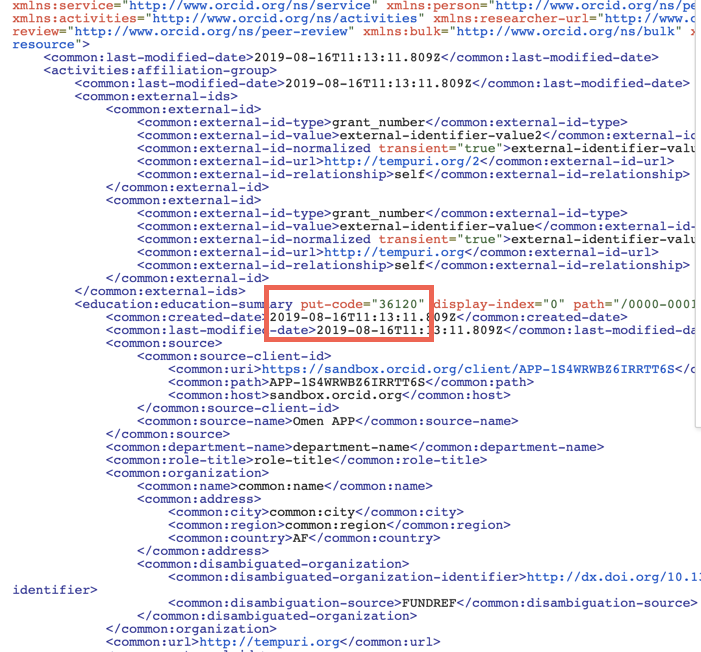 xmlns:service="http://www.orcid.org/ns/service" xmlns:person="http://www.orcid.org/ns/pe
xmlns:activities="http://www.orcid.org/ns/activities" xmlns:researcher-url="http://www.o
review="http://www.orcid.org/ns/peer-review" xmlns:bulk="http://www.orcid.org/ns/bulk" x
resource">
<common:last-modified-date>2019-08-16T11:13:11.809Z</common:last-modified-date>
<activities:affiliation-group>
<common:last-modified-date>2019-08-16T11:13:11.809Z</common:last-modified-date>
<common:external-ids>
<common:external-id>
<common:external-id-type>grant_number</common:external-id-type>
<common:external-id-value>external-identifier-value2</common:external-id
<common:external-id-normalized transient="true">external-identifier-valu
<common:external-id-url>http://tempuri.org/2</common:external-id-url>
<common:external-id-relationship>self</common:external-id-relationship>
</common:external-id>
<common:external-id>
<common:external-id-type>grant_number</common:external-id-type>
<common:external-id-value>external-identifier-value</common:external-id-
<common:external-id-normalized transient="true">external-identifier-valu
<common:external-id-url>http://tempuri.org</common:external-id-url>
<common:external-id-relationship>self</common:external-id-relationship>
</common:external-id>
</common:external-ids>
<education:education-summary put-code="36120" display-index="0" path="/0000-0001
<common:created-date>2019-08-16T11:13:11.809Z</common:created-date>
<common:last-modified-date>2019-08-16T11:13:11.809Z</common:last-modified-da
<common:source>
<common:source-client-id>
<common:uri>https://sandbox.orcid.org/client/APP-1S4WRWBZ6IRRTT6S</c
<common:path>APP-1S4WRWBZ6IRRTT6S</common:path>
<common:host>sandbox.orcid.org</common:host>
</common:source-client-id>
<common:source-name>Omen APP</common:source-name>
</common:source>
<common:department-name>department-name</common:department-name>
<common:role-title>role-title</common:role-title>
<common:organization>
<common:name>common:name</common:name>
<common:address>
<common:city>common:city</common:city>
<common:region>common:region</common:region>
<common:country>AF</common:country>
</common:address>
<common:disambiguated-organization>
<common:disambiguated-organization-identifier>http://dx.doi.org/10.13
identifier>
<common:disambiguation-source>FUNDREF</common:disambiguation-source>
</common:disambiguated-organization>
</common:organization>
<common:url>http://tempuri.org</common:url>